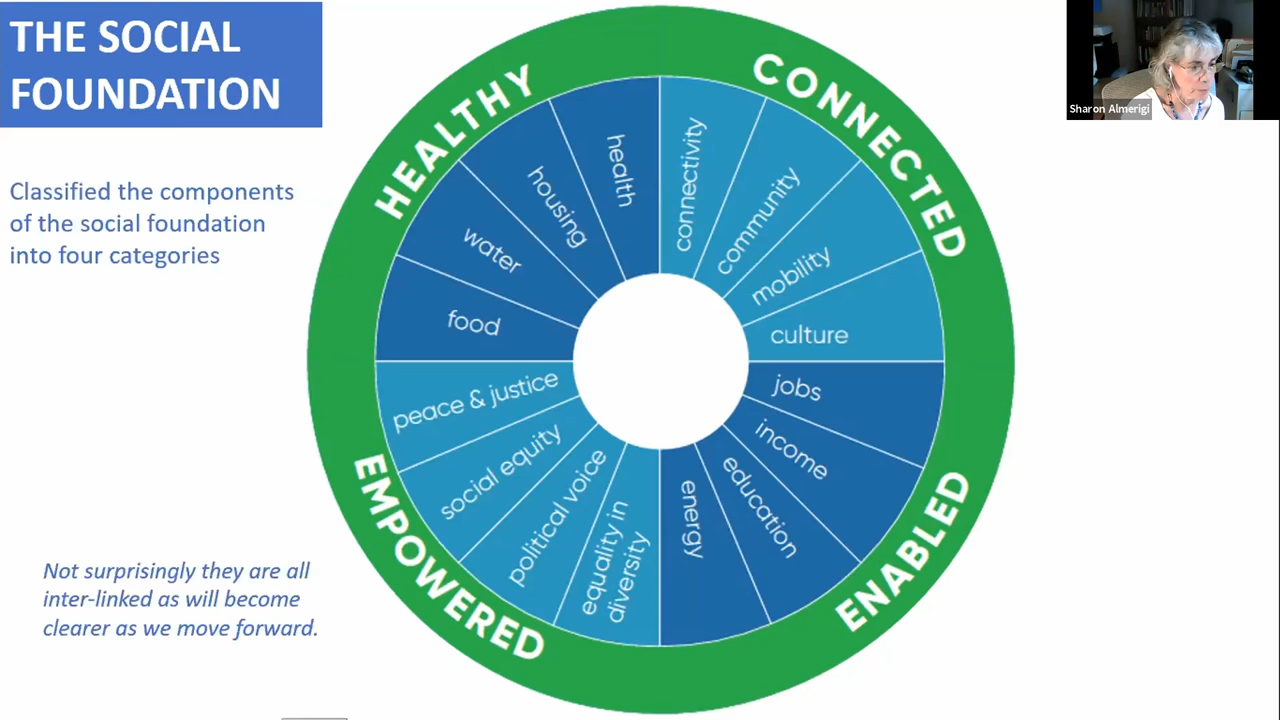 THE SOCIAL
FOUNDATION
Classified the components
of the social foundation
into four categories
Not surprisingly they are all
inter-linked as will become
clearer as we move forward.
HEALTHY
CONNECTED
ENABLED
EMPOWERED
health
housing
water
food
connectivity
community
mobility
culture
jobs
income
education
energy
equality in
diversity
political voice
social equity
peace & justice
Sharon Almerigi